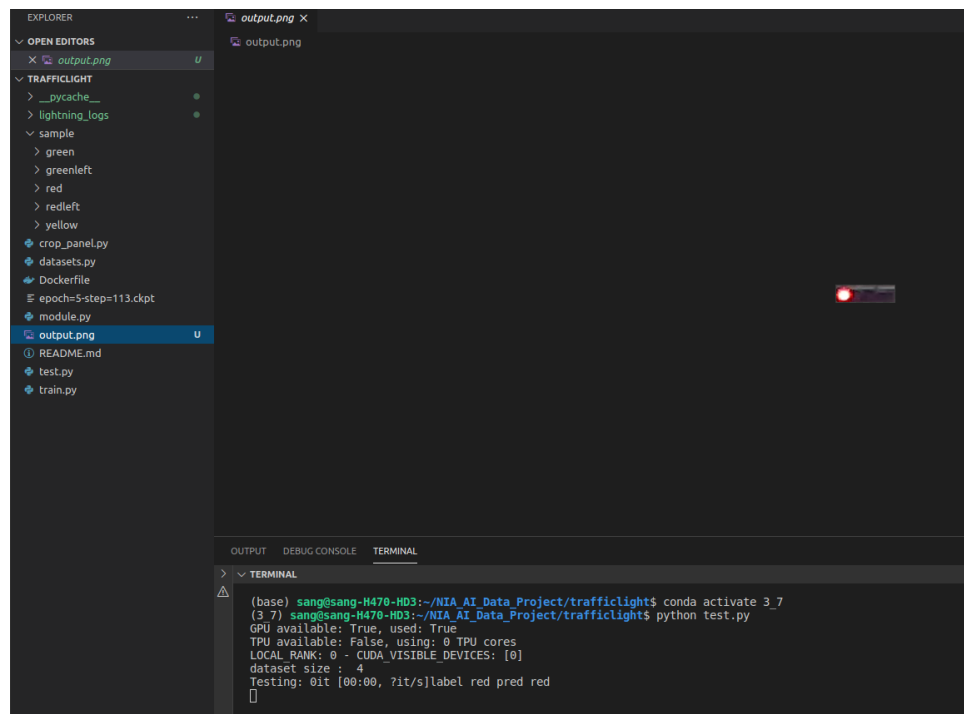 EXPLORER ...
OPEN EDITORS
output.png U
TRAFFICLIGHT
__pycache__
lightning_logs
sample
green
greenleft
red
redleft
yellow
crop_panel.py
datasets.py
Dockerfile
epoch=5-step=113.ckpt
module.py
output.png U
README.md
test.py
train.py
output.png
output.png
OUTPUT DEBUG CONSOLE TERMINAL
TERMINAL
(base) sang@sang-H470-HD3:~/NIA_AI_Data_Project/trafficlight$ conda activate 3_7
(3_7) sang@sang-H470-HD3:~/NIA_AI_Data_Project/trafficlight$ python test.py
GPU available: True, used: True
TPU available: False, using: 0 TPU cores
LOCAL_RANK: 0 - CUDA_VISIBLE_DEVICES: [0]
dataset size :  4
Testing: 0it [00:00, ?it/s]label red pred red